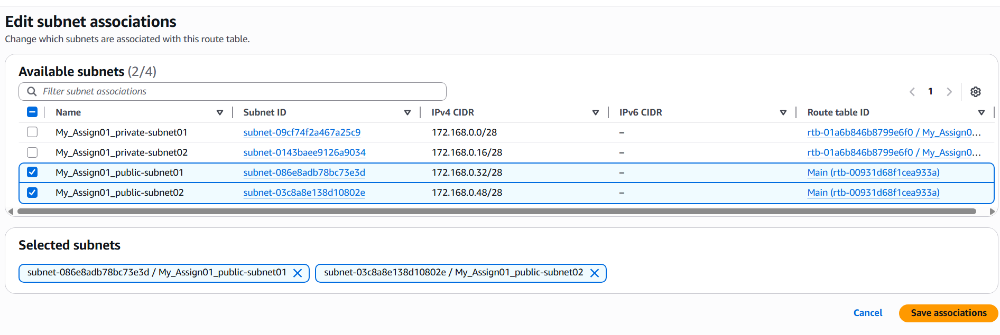 Edit subnet associations
Change which subnets are associated with this route table.
Available subnets (2/4)
Filter subnet associations
1
Name Subnet ID IPv4 CIDR IPv6 CIDR Route table ID
My_Assign01_private-subnet01 subnet-09cf74f2a467a25c9 172.168.0.0/28 – rtb-01a6b846b8799e6f0 / My_Assign0...
My_Assign01_private-subnet02 subnet-0143baee9126a9034 172.168.0.16/28 – rtb-01a6b846b8799e6f0 / My_Assign0...
My_Assign01_public-subnet01 subnet-086e8adb78bc73e3d 172.168.0.32/28 – Main (rtb-00931d68f1cea933a)
My_Assign01_public-subnet02 subnet-03c8a8e138d10802e 172.168.0.48/28 – Main (rtb-00931d68f1cea933a)
Selected subnets
subnet-086e8adb78bc73e3d / My_Assign01_public-subnet01 subnet-03c8a8e138d10802e / My_Assign01_public-subnet02
Cancel Save associations